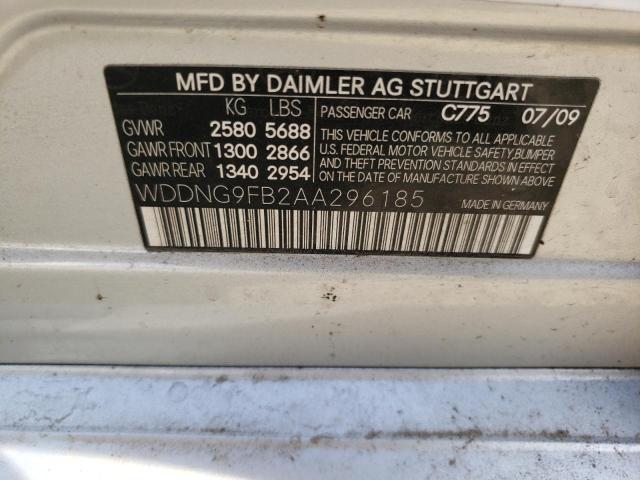 MFD BY DAIMLER AG STUTTGART
KG LBS PASSENGER CAR C775 07/09
GVWR 2580 5688 THIS VEHICLE CONFORMS TO ALL APPLICABLE
GAWR FRONT 1300 2866 U.S. FEDERAL MOTOR VEHICLE SAFETY, BUMPER
GAWR REAR 1340 2954 AND THEFT PREVENTION STANDARDS IN EFFECT ON THE
DATE OF MANUFACTURE SHOWN ABOVE
WDDNG9FB2AA296185 MADE IN GERMANY